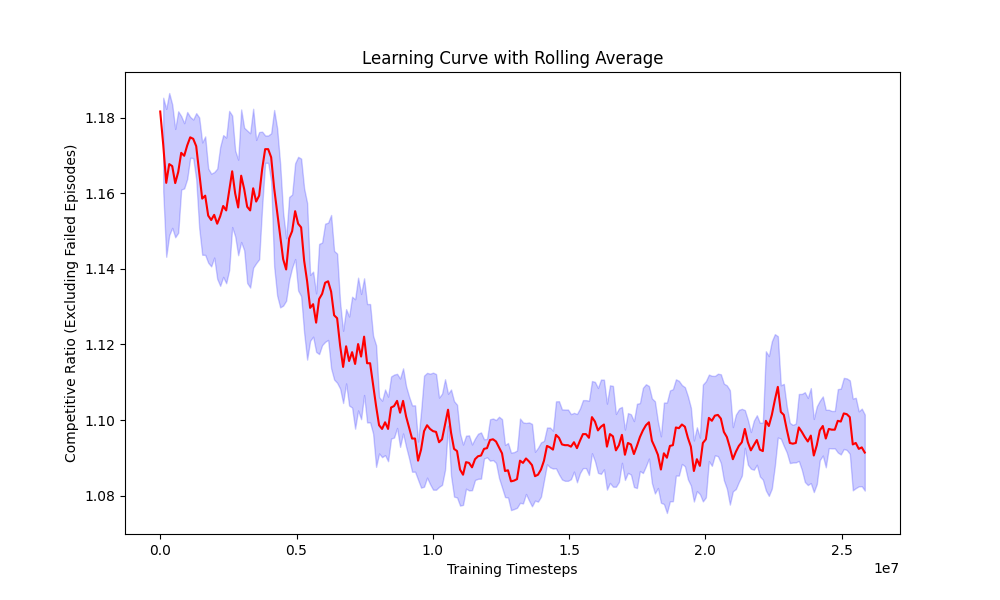 Learning Curve with Rolling Average
Competitive Ratio (Excluding Failed Episodes)
1.18
1.16
1.14
1.12
1.10
1.08
0.0 0.5 1.0 1.5 2.0 2.5
1e7
Training Timesteps